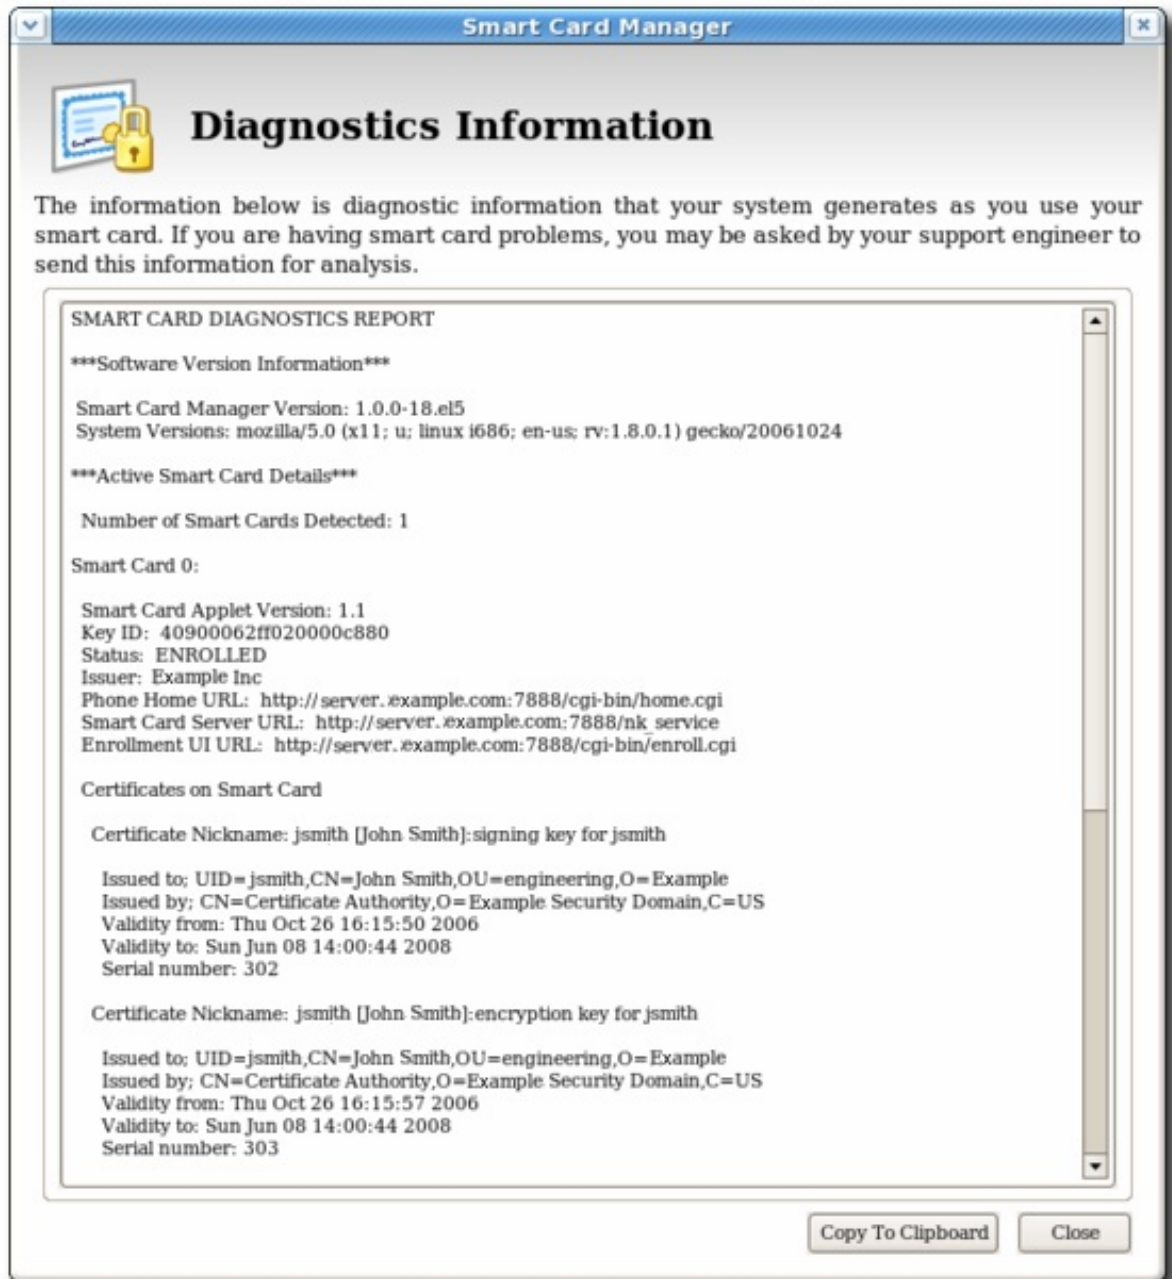 Smart Card Manager
Diagnostics Information
The information below is diagnostic information that your system generates as you use your
smart card. If you are having smart card problems, you may be asked by your support engineer to
send this information for analysis.
SMART CARD DIAGNOSTICS REPORT
***Software Version Information***
Smart Card Manager Version: 1.0.0-18.el5
System Versions: mozilla/5.0 (x11; u; linux i686; en-us; rv:1.8.0.1) gecko/20061024
***Active Smart Card Details***
Number of Smart Cards Detected: 1
Smart Card 0:
Smart Card Applet Version: 1.1
Key ID: 40900062ff020000c880
Status: ENROLLED
Issuer: Example Inc
Phone Home URL: http://server.example.com:7888/cgi-bin/home.cgi
Smart Card Server URL: http://server.example.com:7888/nk_service
Enrollment UI URL: http://server.example.com:7888/cgi-bin/enroll.cgi
Certificates on Smart Card
Certificate Nickname: jsmith [John Smith]:signing key for jsmith
Issued to; UID=jsmith,CN=John Smith,OU=engineering,O=Example
Issued by; CN=Certificate Authority,O=Example Security Domain,C=US
Validity from: Thu Oct 26 16:15:50 2006
Validity to: Sun Jun 08 14:00:44 2008
Serial number: 302
Certificate Nickname: jsmith [John Smith]:encryption key for jsmith
Issued to; UID=jsmith,CN=John Smith,OU=engineering,O=Example
Issued by; CN=Certificate Authority,O=Example Security Domain,C=US
Validity from: Thu Oct 26 16:15:57 2006
Validity to: Sun Jun 08 14:00:44 2008
Serial number: 303
Copy To Clipboard
Close